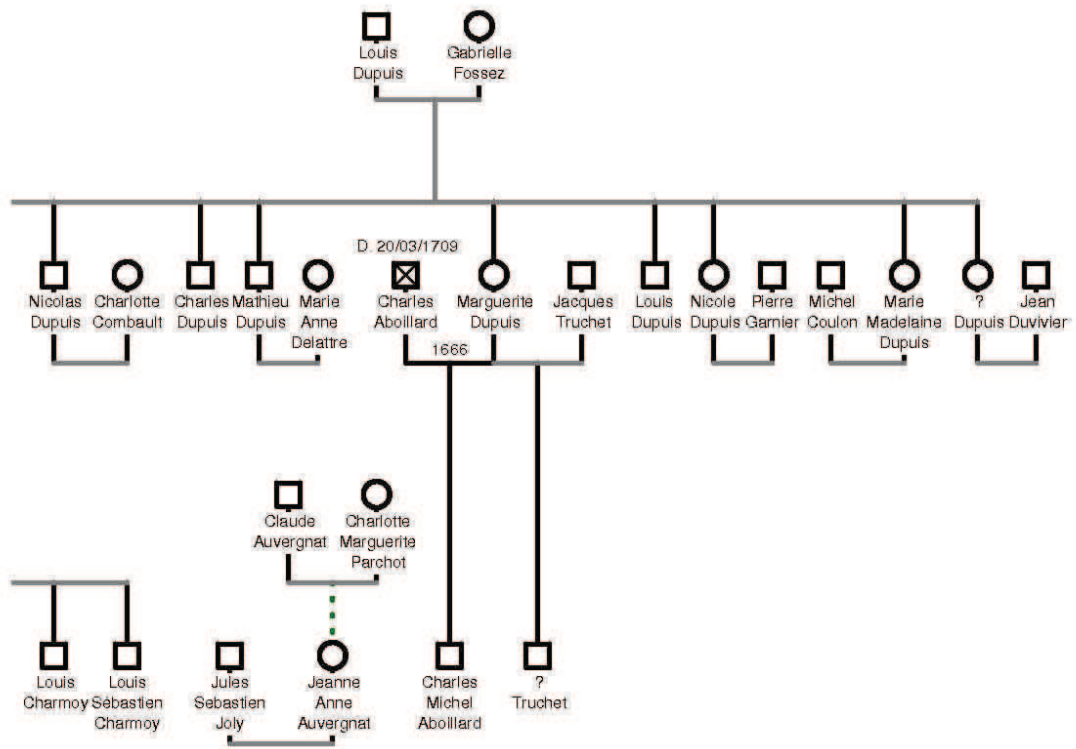 Louis
Dupuis
Gabrielle
Fossez
D. 20/03/1709
Nicolas
Dupuis
Charlotte
Combault
Charles
Dupuis
Mathieu
Dupuis
Marie
Anne
Delattre
Charles
Aboillard
Marguerite
Dupuis
Jacques
Truchet
Louis
Dupuis
Nicole
Dupuis
Pierre
Garnier
Michel
Coulon
Marie
Madelaine
Dupuis
?
Dupuis
Jean
Duvivier
1666
Claude
Auvergnat
Charlotte
Marguerite
Parchot
Louis
Charmoy
Louis
Sébastien
Charmoy
Jules
Sebastien
Joly
Jeanne
Anne
Auvergnat
Charles
Michel
Aboillard
?
Truchet